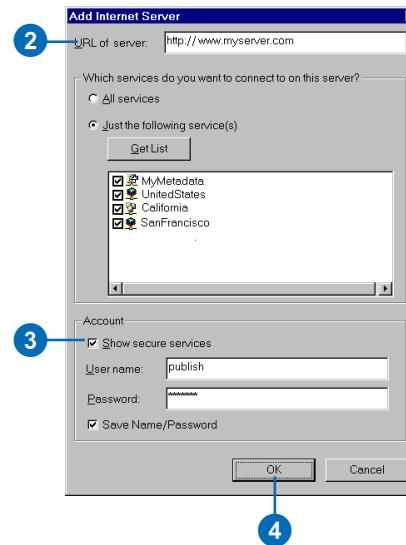 Add Internet Server
2
URL of server: http://www.myserver.com
Which services do you want to connect to on this server?
All services
Just the following service(s)
Get List
MyMetadata
UnitedStates
California
SanFrancisco
Account
3
Show secure services
User name: publish
Password: *******
Save Name/Password
OK Cancel
4